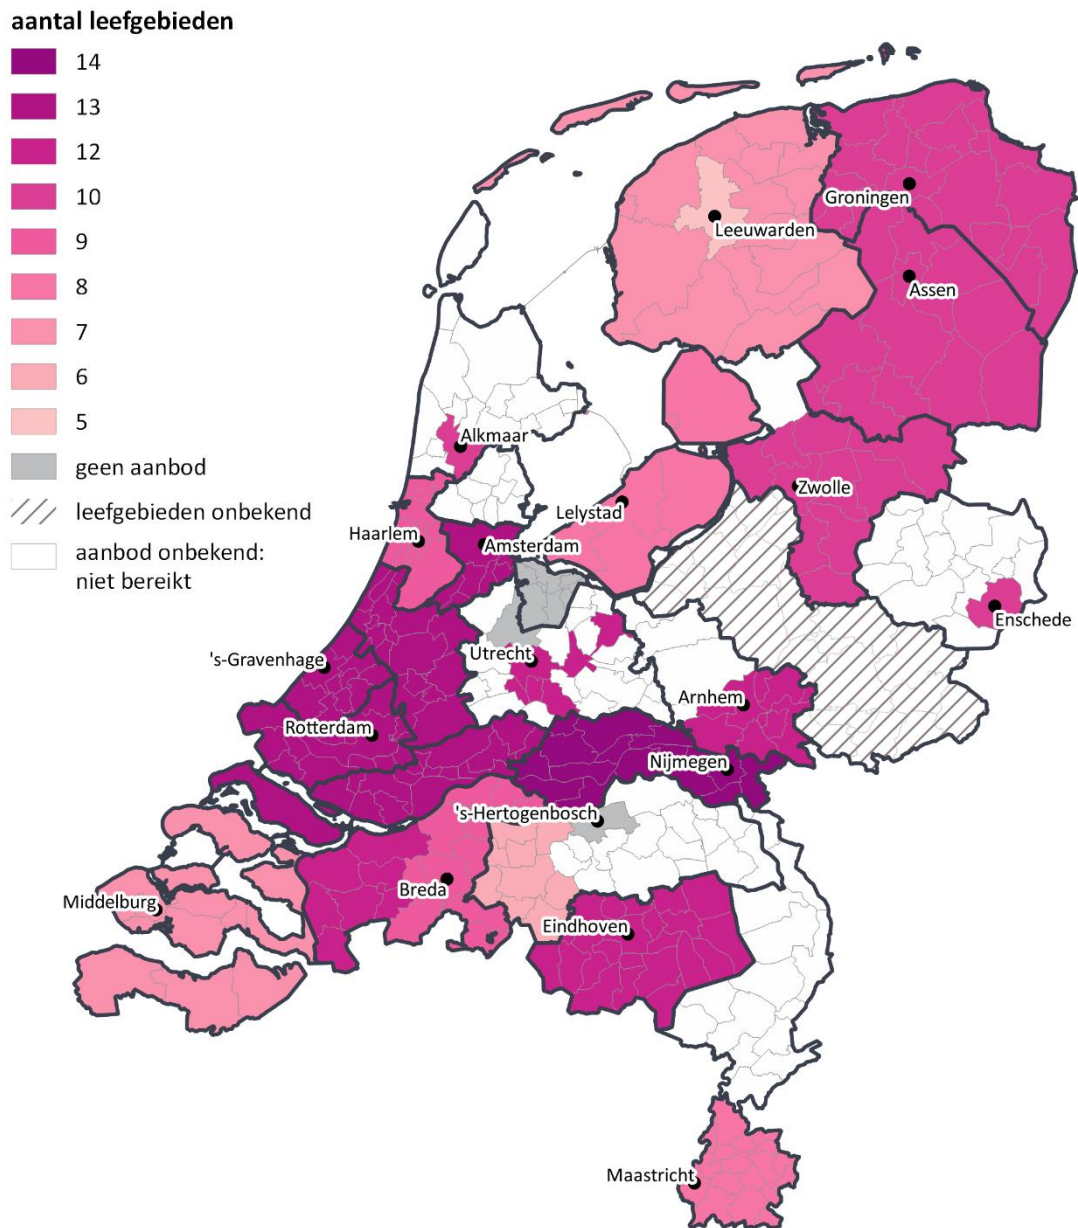 aantal leefgebieden
14
13
12
10
9
8
7
6
5
geen aanbod
leefgebieden onbekend
aanbod onbekend:
niet bereikt
Groningen
Leeuwarden
Assen
Alkmaar
Zwolle
Lelystad
Haarlem
Amsterdam
Enschede
Utrecht
's-Gravenhage
Arnhem
Rotterdam
Nijmegen
's-Hertogenbosch
Breda
Middelburg
Eindhoven
Maastricht